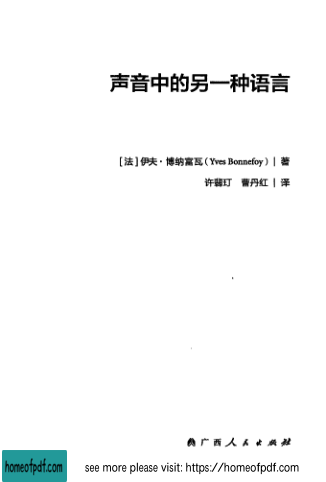 声音中的另一种语言
[法]伊夫·博纳富瓦(Yves Bonnefoy)|著
许翡玎 曹丹红|译
广西人民出版社
homeofpdf.com
see more please visit: https://homeofpdf.com